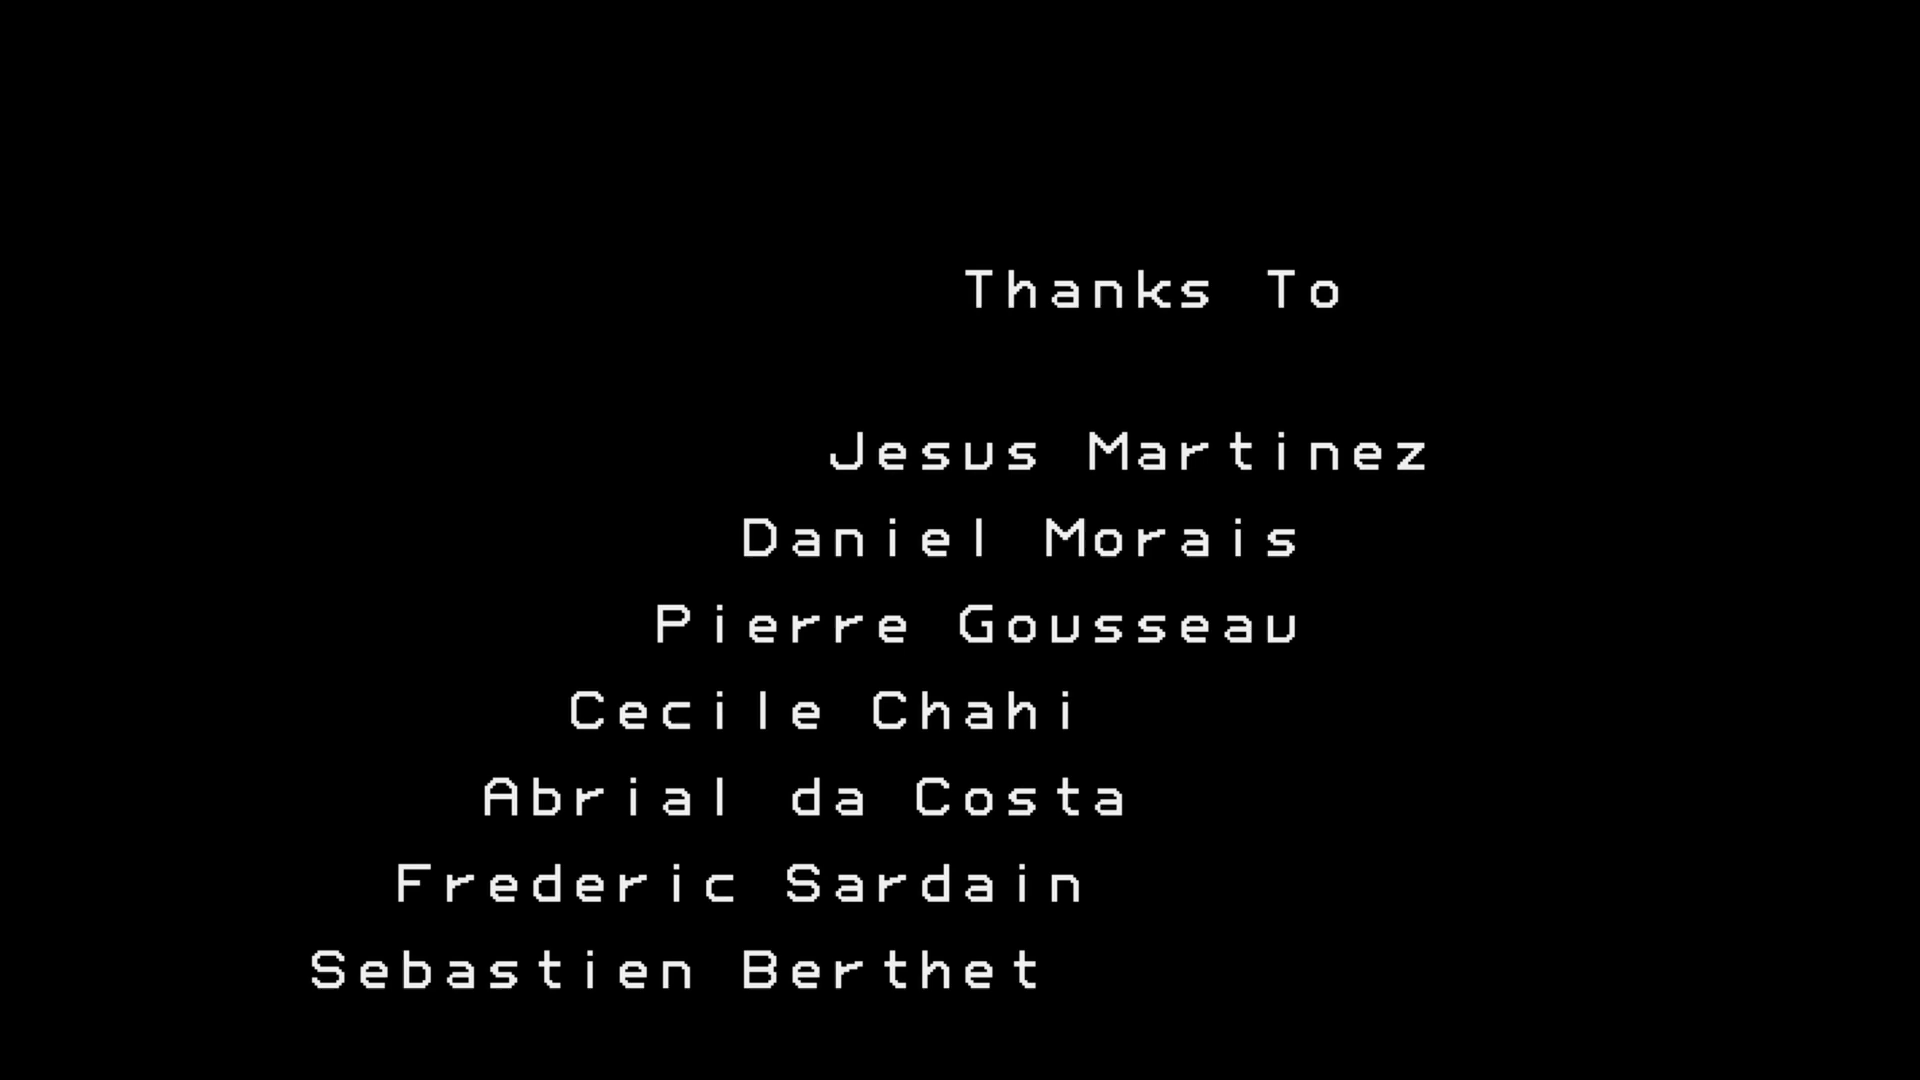 Thanks To
Jesus Martinez
Daniel Morais
Pierre Gousseau
Cecile Chahi
Abrial da Costa
Frederic Sardain
Sebastien Berthet